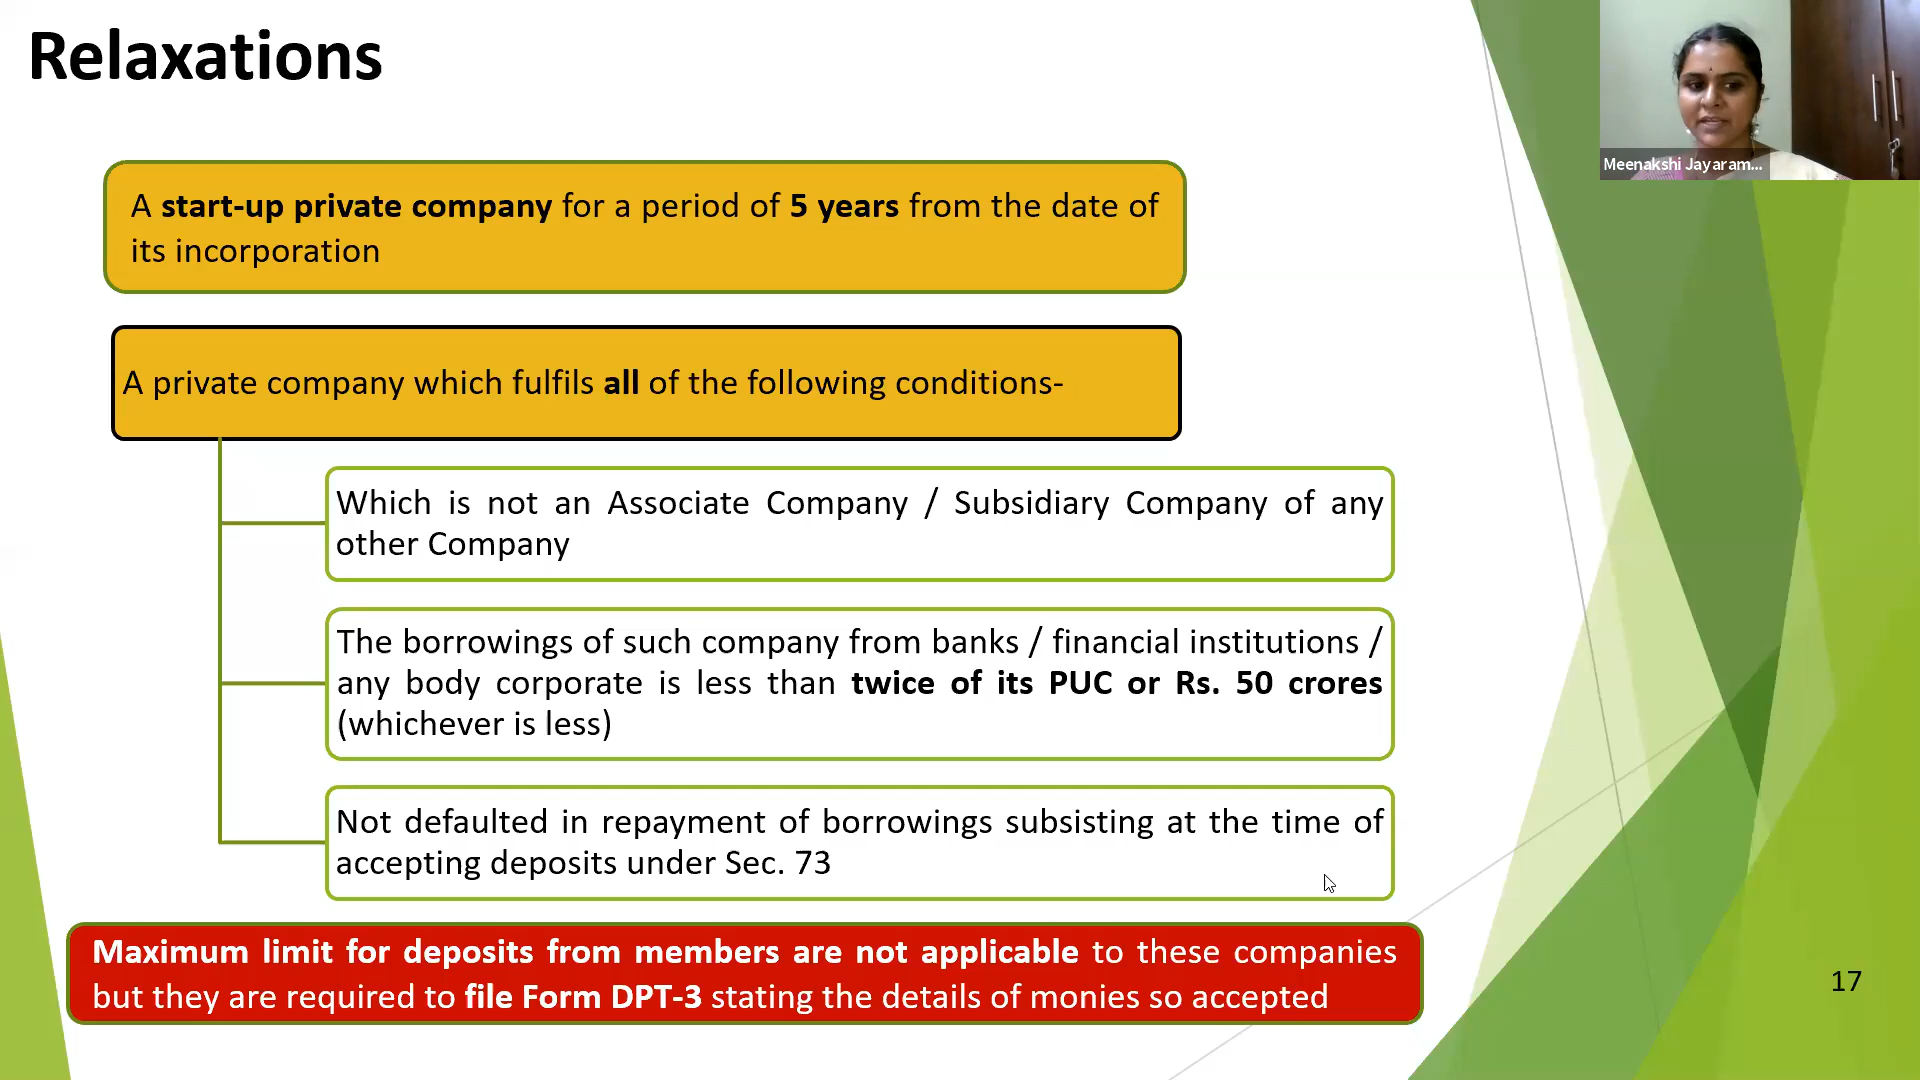 Relaxations
Meenakshi Jayaram...
A start-up private company for a period of 5 years from the date of
its incorporation
A private company which fulfils all of the following conditions-
Which is not an Associate Company / Subsidiary Company of any
other Company
The borrowings of such company from banks / financial institutions /
any body corporate is less than twice of its PUC or Rs. 50 crores
(whichever is less)
Not defaulted in repayment of borrowings subsisting at the time of
accepting deposits under Sec. 73
Maximum limit for deposits from members are not applicable to these companies
but they are required to file Form DPT-3 stating the details of monies so accepted
17